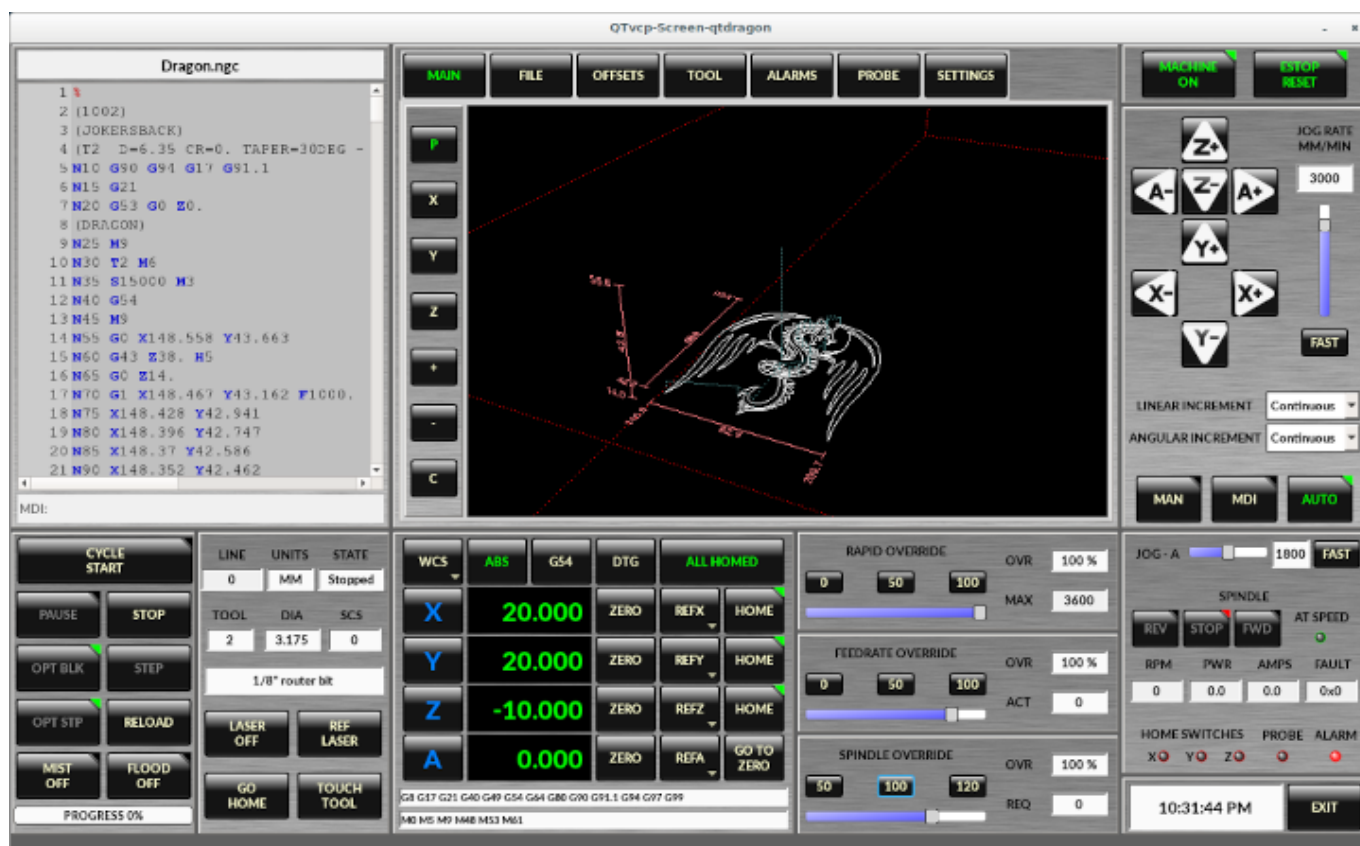 QTvcp-Screen-qtdragon
Dragon.ngc
1 %
2 (1002)
3 (JOKERSBACK)
4 (T2 D=6.35 CR=0. TAPER=30DEG -
5 N10 G90 G94 G17 G91.1
6 N15 G21
7 N20 G53 G0 Z0.
8 (DRAGON)
9 N25 M9
10 N30 T2 M6
11 N35 S15000 M3
12 N40 G54
13 N45 M9
14 N55 G0 X148.558 Y43.663
15 N60 G43 Z38. H5
16 N65 G0 Z14.
17 N70 G1 X148.467 Y43.162 F1000.
18 N75 X148.428 Y42.941
19 N80 X148.396 Y42.747
20 N85 X148.37 Y42.586
21 N90 X148.352 Y42.462
MDI:
MAIN FILE OFFSETS TOOL ALARMS PROBE SETTINGS
P
X
Y
Z
+
-
C
MACHINE ON
ESTOP RESET
JOG RATE
MM/MIN
3000
Z+
A- Z- A+
Y+
X- X+
Y-
FAST
LINEAR INCREMENT Continuous
ANGULAR INCREMENT Continuous
MAN MDI AUTO
CYCLE
START
PAUSE STOP
OPT BLK STEP
OPT STP RELOAD
MIST OFF
FLOOD OFF
PROGRESS 0%
LINE UNITS STATE
0 MM Stopped
TOOL DIA SCS
2 3.175 0
1/8" router bit
LASER OFF
REF LASER
GO HOME
TOUCH TOOL
WCS ABS G54 DTG ALL HOMED
X 20.000 ZERO REFX HOME
Y 20.000 ZERO REFY HOME
Z -10.000 ZERO REFZ HOME
A 0.000 ZERO REFA GO TO ZERO
G8 G17 G21 G40 G49 G54 G64 G80 G90 G91.1 G94 G97 G99
M0 M5 M9 M48 M53 M61
RAPID OVERRIDE OVR 100 %
0 50 100
MAX 3600
FEEDRATE OVERRIDE OVR 100 %
0 50 100
ACT 0
SPINDLE OVERRIDE OVR 100 %
50 100 120
REQ 0
JOG - A 1800 FAST
SPINDLE
REV STOP FWD AT SPEED
RPM PWR AMPS FAULT
0 0.0 0.0 0x0
HOME SWITCHES PROBE ALARM
X Y Z
10:31:44 PM EXIT